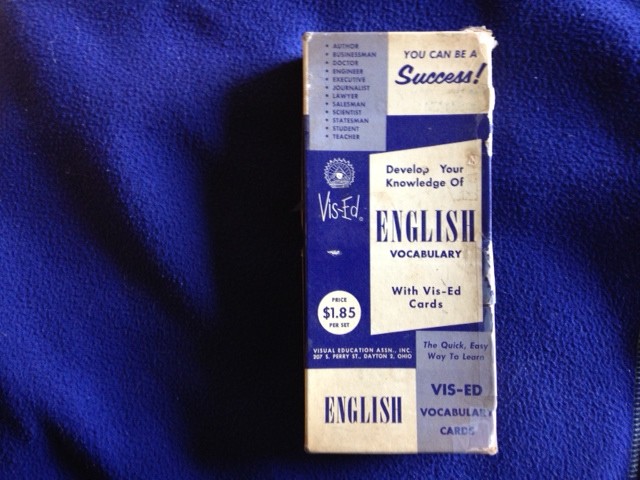 • AUTHOR
• BUSINESSMAN
• DOCTOR
• ENGINEER
• EXECUTIVE
• JOURNALIST
• LAWYER
• SALESMAN
• SCIENTIST
• STATESMAN
• STUDENT
• TEACHER
YOU CAN BE A
Success!
Vis-Ed®
Develop Your
Knowledge Of
ENGLISH
VOCABULARY
With Vis-Ed
Cards
PRICE
$1.85
PER SET
VISUAL EDUCATION ASSN., INC.
207 S. PERRY ST., DAYTON 2, OHIO
The Quick, Easy
Way To Learn
ENGLISH
VIS-ED
VOCABULARY
CARDS